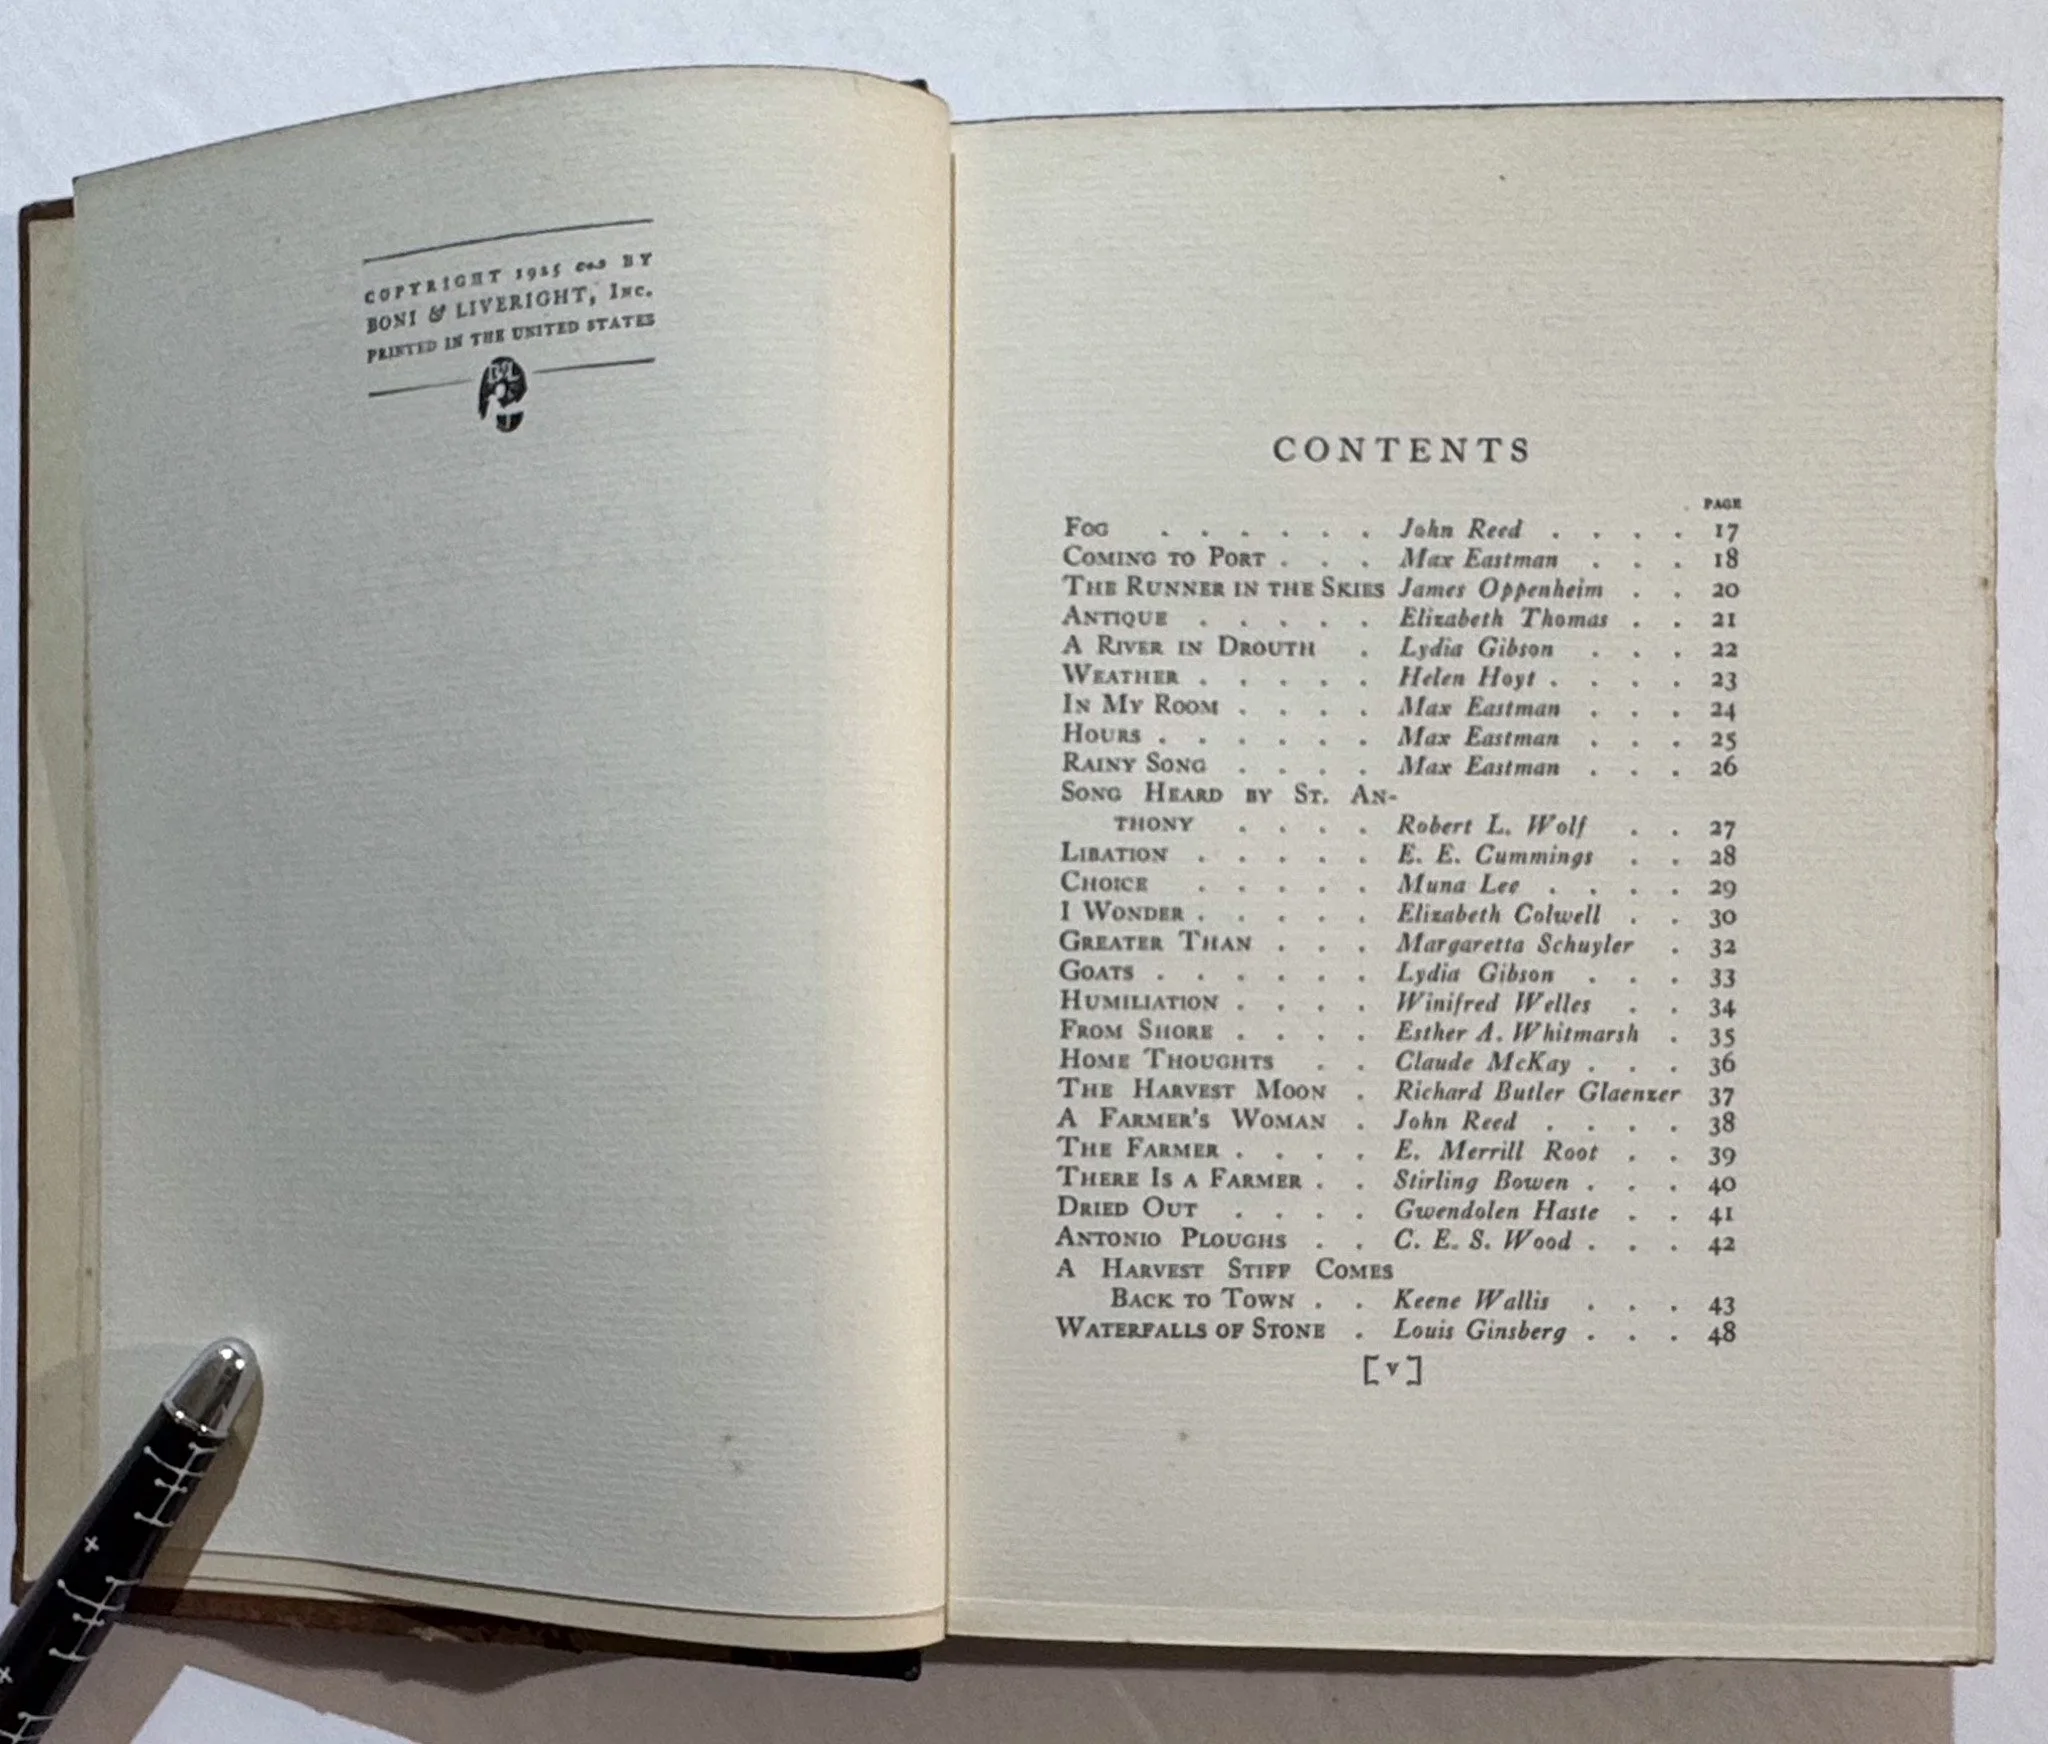 COPYRIGHT 1925 BY
BONI & LIVERIGHT, Inc.
PRINTED IN THE UNITED STATES
CONTENTS
PAGE
FOG . . . . . . John Reed . . . . 17
COMING TO PORT . . . Max Eastman . . . 18
THE RUNNER IN THE SKIES James Oppenheim . . 20
ANTIQUE . . . . . Elizabeth Thomas . . 21
A RIVER IN DROUTH . Lydia Gibson . . . 22
WEATHER . . . . . Helen Hoyt . . . . 23
IN MY ROOM . . . . Max Eastman . . . 24
HOURS . . . . . . Max Eastman . . . 25
RAINY SONG . . . . Max Eastman . . . 26
SONG HEARD BY ST. AN-
THONY . . . . Robert L. Wolf . . 27
LIBATION . . . . . E. E. Cummings . . 28
CHOICE . . . . . Muna Lee . . . . 29
I WONDER . . . . . Elizabeth Colwell . . 30
GREATER THAN . . . Margaretta Schuyler . 32
GOATS . . . . . . Lydia Gibson . . . 33
HUMILIATION . . . . Winifred Welles . . 34
FROM SHORE . . . . Esther A. Whitmarsh . 35
HOME THOUGHTS . . Claude McKay . . . 36
THE HARVEST MOON . Richard Butler Glaenzer 37
A FARMER'S WOMAN . John Reed . . . . 38
THE FARMER . . . . E. Merrill Root . . 39
THERE IS A FARMER . . Stirling Bowen . . . 40
DRIED OUT . . . . Gwendolen Haste . . 41
ANTONIO PLOUGHS . . C. E. S. Wood . . . 42
A HARVEST STIFF COMES
BACK TO TOWN . . Keene Wallis . . . 43
WATERFALLS OF STONE . Louis Ginsberg . . . 48
[v]